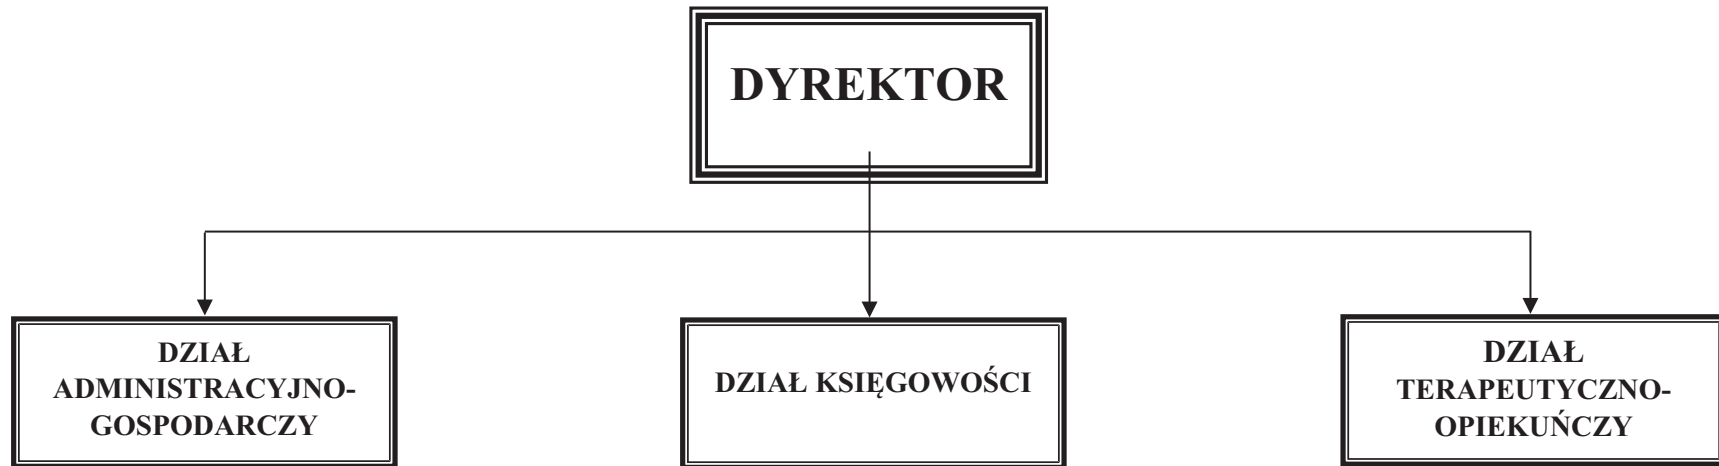 DYREKTOR
DZIAŁ
ADMINISTRACYJNO-
GOSPODARCZY
DZIAŁ KSIĘGOWOŚCI
DZIAŁ
TERAPEUTYCZNO-
OPIEKUŃCZY